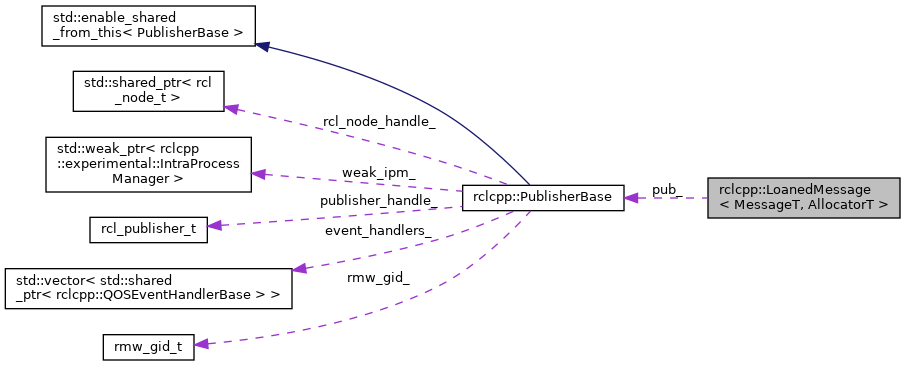 std::enable_shared
_from_this< PublisherBase >
std::shared_ptr< rcl
_node_t >
rcl_node_handle_
std::weak_ptr< rclcpp
::experimental::IntraProcess
Manager >
weak_ipm_
rclcpp::PublisherBase
pub_
rclcpp::LoanedMessage
< MessageT, AllocatorT >
publisher_handle_
rcl_publisher_t
event_handlers_
std::vector< std::shared
_ptr< rclcpp::QOSEventHandlerBase > >
rmw_gid_
rmw_gid_t